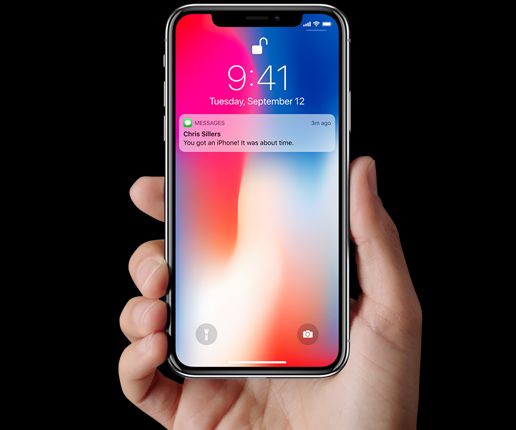 9:41
Tuesday, September 12
MESSAGES 3m ago
Chris Sillers
You got an iPhone! It was about time.